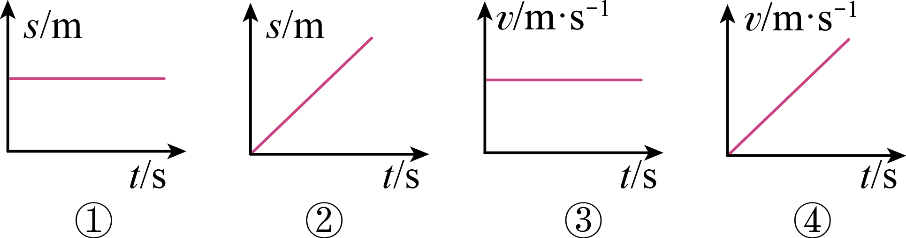 s/m
t/s
①
s/m
t/s
②
v/m·s⁻¹
t/s
③
v/m·s⁻¹
t/s
④